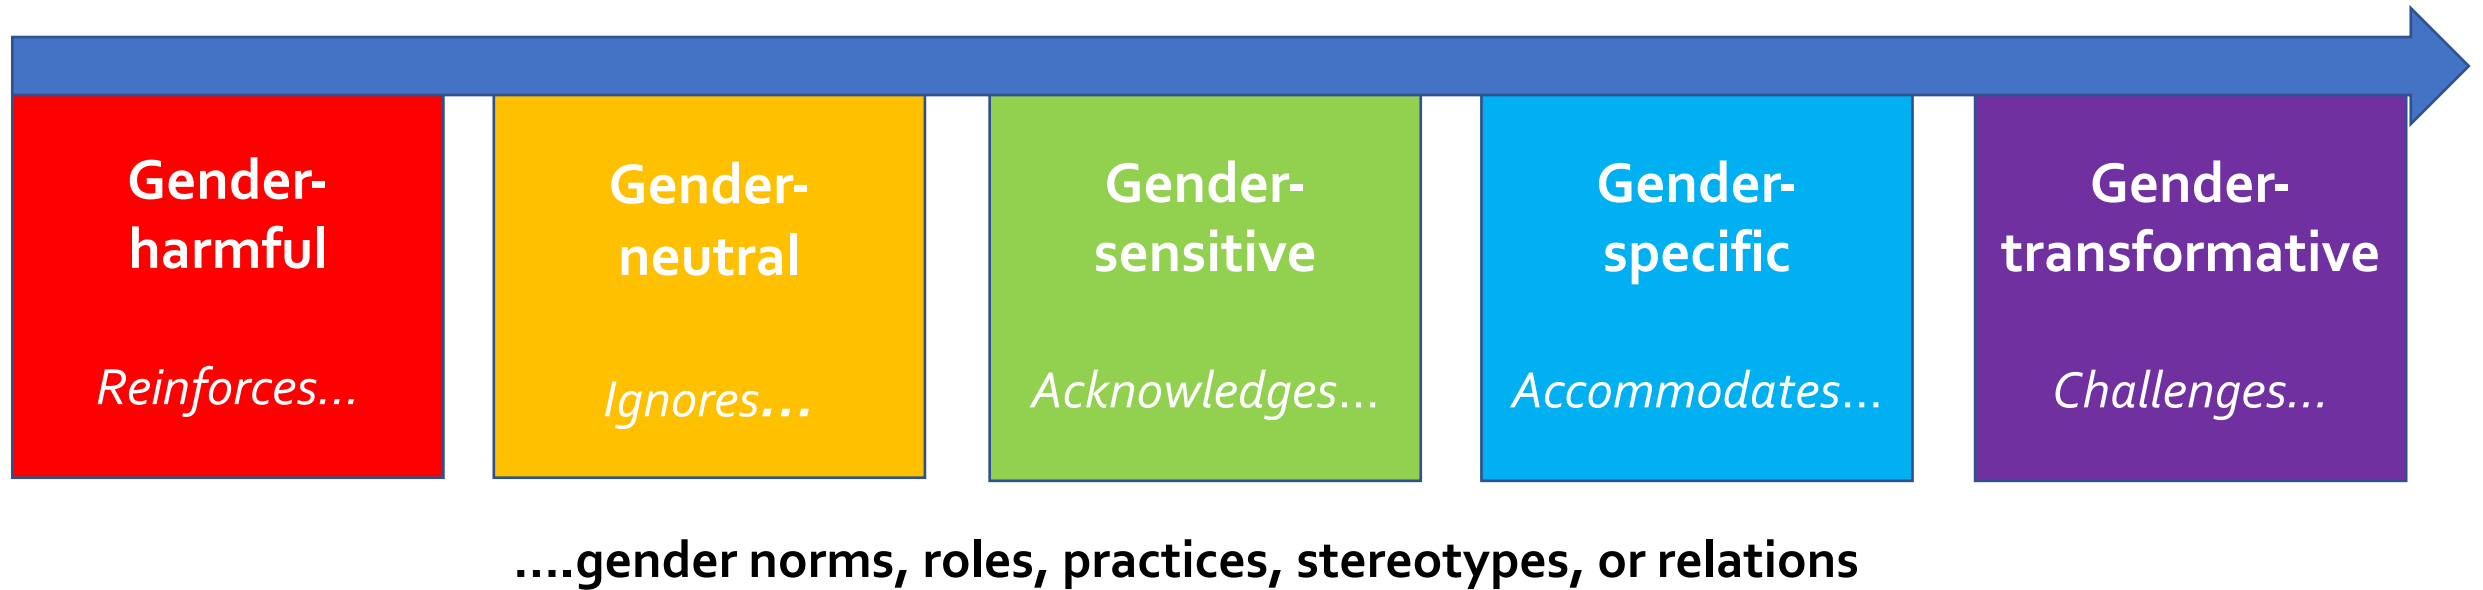 Gender-
harmful
Reinforces...
Gender-
neutral
Ignores...
Gender-
sensitive
Acknowledges...
Gender-
specific
Accommodates...
Gender-
transformative
Challenges...
....gender norms, roles, practices, stereotypes, or relations